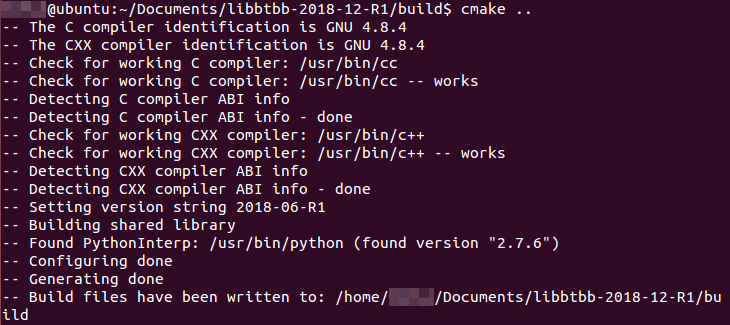 @ubuntu:~/Documents/libbtbb-2018-12-R1/build$ cmake ..
-- The C compiler identification is GNU 4.8.4
-- The CXX compiler identification is GNU 4.8.4
-- Check for working C compiler: /usr/bin/cc
-- Check for working C compiler: /usr/bin/cc -- works
-- Detecting C compiler ABI info
-- Detecting C compiler ABI info - done
-- Check for working CXX compiler: /usr/bin/c++
-- Check for working CXX compiler: /usr/bin/c++ -- works
-- Detecting CXX compiler ABI info
-- Detecting CXX compiler ABI info - done
-- Setting version string 2018-06-R1
-- Building shared library
-- Found PythonInterp: /usr/bin/python (found version "2.7.6")
-- Configuring done
-- Generating done
-- Build files have been written to: /home/ /Documents/libbtbb-2018-12-R1/bu
ild